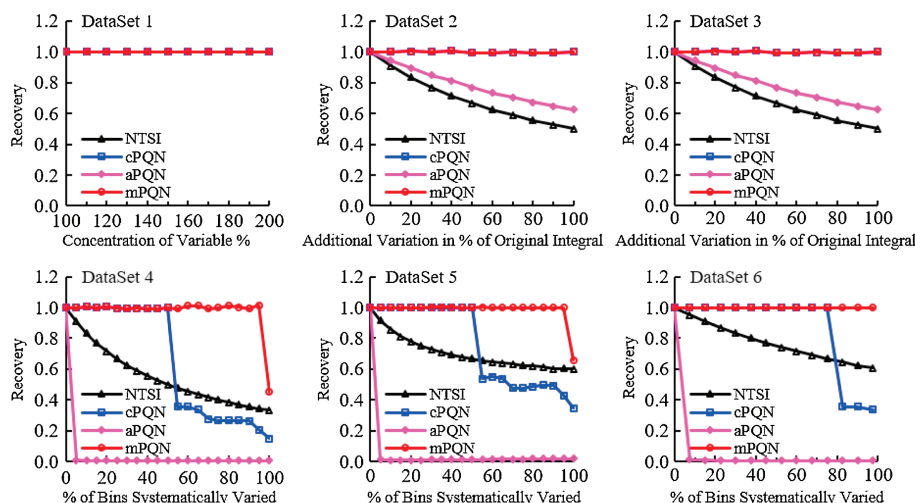 DataSet 1
1.2
1.0
0.8
0.6
0.4
0.2
0.0
Recovery
NTSI
cPQN
aPQN
mPQN
100 120 140 160 180 200
Concentration of Variable %
DataSet 2
1.2
1.0
0.8
0.6
0.4
0.2
0.0
Recovery
NTSI
cPQN
aPQN
mPQN
0 20 40 60 80 100
Additional Variation in % of Original Integral
DataSet 3
1.2
1.0
0.8
0.6
0.4
0.2
0.0
Recovery
NTSI
cPQN
aPQN
mPQN
0 20 40 60 80 100
Additional Variation in % of Original Integral
DataSet 4
1.2
1.0
0.8
0.6
0.4
0.2
0.0
Recovery
NTSI
cPQN
aPQN
mPQN
0 20 40 60 80 100
% of Bins Systematically Varied
DataSet 5
1.2
1.0
0.8
0.6
0.4
0.2
0.0
Recovery
NTSI
cPQN
aPQN
mPQN
0 20 40 60 80 100
% of Bins Systematically Varied
DataSet 6
1.2
1.0
0.8
0.6
0.4
0.2
0.0
Recovery
NTSI
cPQN
aPQN
mPQN
0 20 40 60 80 100
% of Bins Systematically Varied